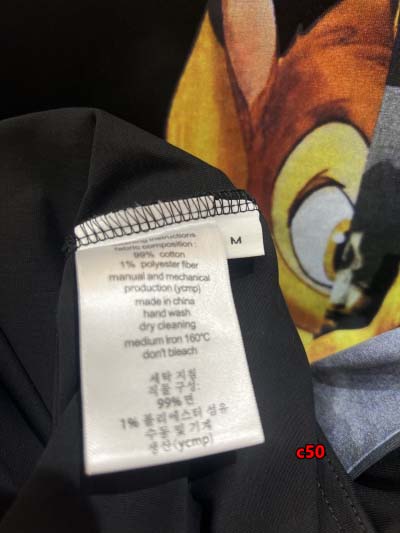 washing instructions
fabric composition :
99% cotton
1% polyester fiber
manual and mechanical
production (ycmp)
made in china
hand wash
dry cleaning
medium iron 160°C
don't bleach
세탁 지침
직물 구성:
99% 면
1% 폴리에스터 섬유
수동 및 기계
생산 (ycmp)
M
c50